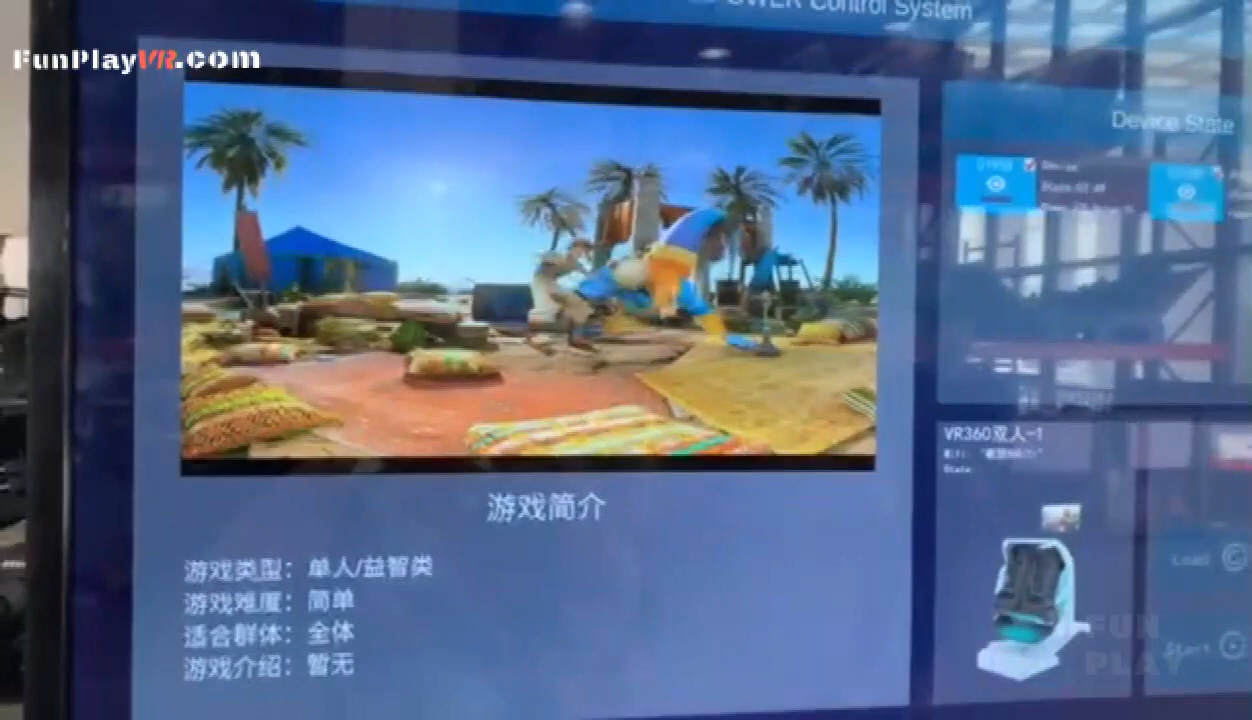 Control System
FunPlayVR.com
Device State
VR360双人-1
State:
游戏简介
游戏类型：单人/益智类
游戏难度：简单
适合群体：全体
游戏介绍：暂无
Load
Start
FUN
PLAY